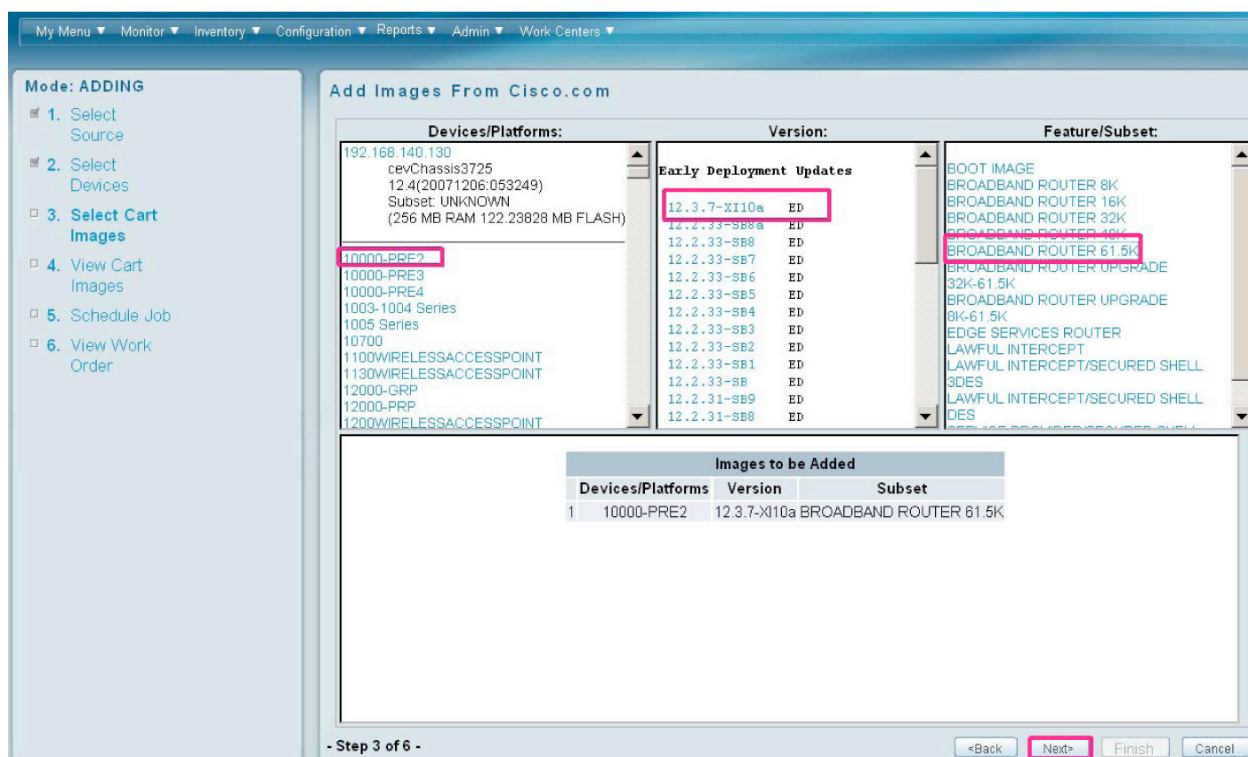 My Menu ▼ Monitor ▼ Inventory ▼ Configuration ▼ Reports ▼ Admin ▼ Work Centers ▼
Mode: ADDING
1. Select
Source
2. Select
Devices
3. Select Cart
Images
4. View Cart
Images
5. Schedule Job
6. View Work
Order
Add Images From Cisco.com
Devices/Platforms:
192.168.140.130
cevChassis3725
12.4(20071206:053249)
Subset: UNKNOWN
(256 MB RAM 122.23828 MB FLASH)
10000-PRE2
10000-PRE3
10000-PRE4
1003-1004 Series
1005 Series
10700
1100WIRELESSACCESSPOINT
1130WIRELESSACCESSPOINT
12000-GRP
12000-PRP
1200WIRELESSACCESSPOINT
Version:
Early Deployment Updates
12.3.7-XI10a ED
12.2.33-SB8a ED
12.2.33-SB8 ED
12.2.33-SB7 ED
12.2.33-SB6 ED
12.2.33-SB5 ED
12.2.33-SB4 ED
12.2.33-SB3 ED
12.2.33-SB2 ED
12.2.33-SB1 ED
12.2.33-SB ED
12.2.31-SB9 ED
12.2.31-SB8 ED
Feature/Subset:
BOOT IMAGE
BROADBAND ROUTER 8K
BROADBAND ROUTER 16K
BROADBAND ROUTER 32K
BROADBAND ROUTER 48K
BROADBAND ROUTER 61.5K
BROADBAND ROUTER UPGRADE
32K-61.5K
BROADBAND ROUTER UPGRADE
8K-61.5K
EDGE SERVICES ROUTER
LAWFUL INTERCEPT
LAWFUL INTERCEPT/SECURED SHELL
3DES
LAWFUL INTERCEPT/SECURED SHELL
DES
Images to be Added
Devices/Platforms Version Subset
1 10000-PRE2 12.3.7-XI10a BROADBAND ROUTER 61.5K
- Step 3 of 6 -
<Back Next> Finish Cancel